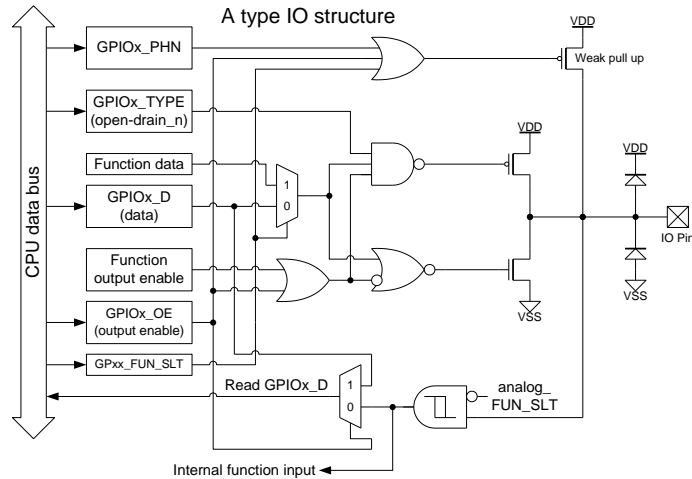 A type IO structure
VDD
GPIOx_PHN
Weak pull up
GPIOx_TYPE
(open-drain_n)
VDD
VDD
Function data
1
0
GPIOx_D
(data)
CPU data bus
IO Pin
Function
output enable
VSS
VSS
GPIOx_OE
(output enable)
GPxx_FUN_SLT
Read GPIOx_D
1
0
analog_
FUN_SLT
Internal function input